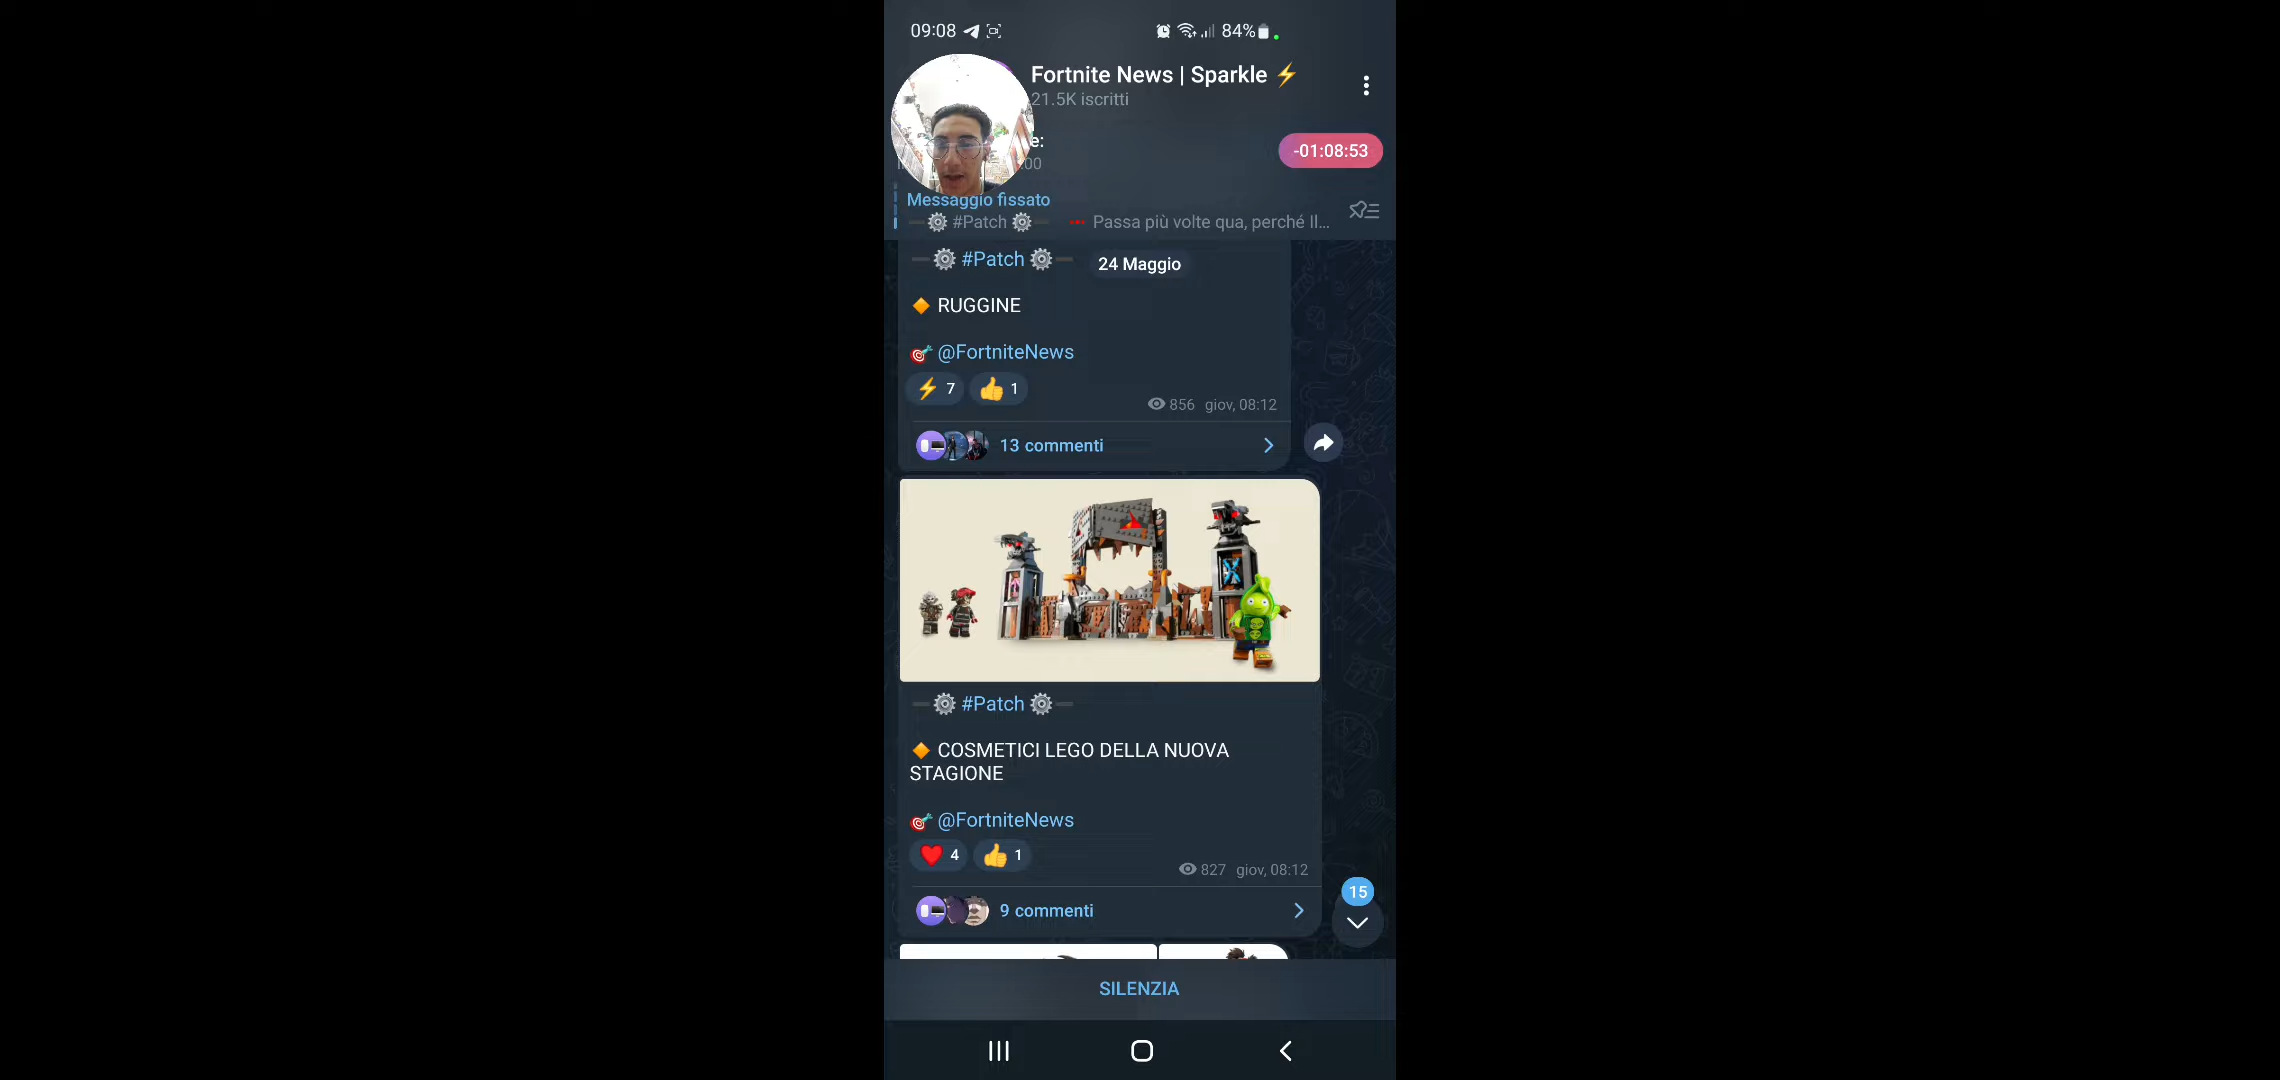 09:08 84%
Fortnite News | Sparkle ⚡
21.5K iscritti
e:
:00
-01:08:53
Messaggio fissato
➖⚙️ #Patch ⚙️➖ Passa più volte qua, perché Il...
➖⚙️ #Patch ⚙️➖
24 Maggio
🔸 RUGGINE
🎯 @FortniteNews
⚡ 7 👍 1
856 giov, 08:12
13 commenti
➖⚙️ #Patch ⚙️➖
🔸 COSMETICI LEGO DELLA NUOVA
STAGIONE
🎯 @FortniteNews
❤️ 4 👍 1
827 giov, 08:12
15
9 commenti
SILENZIA